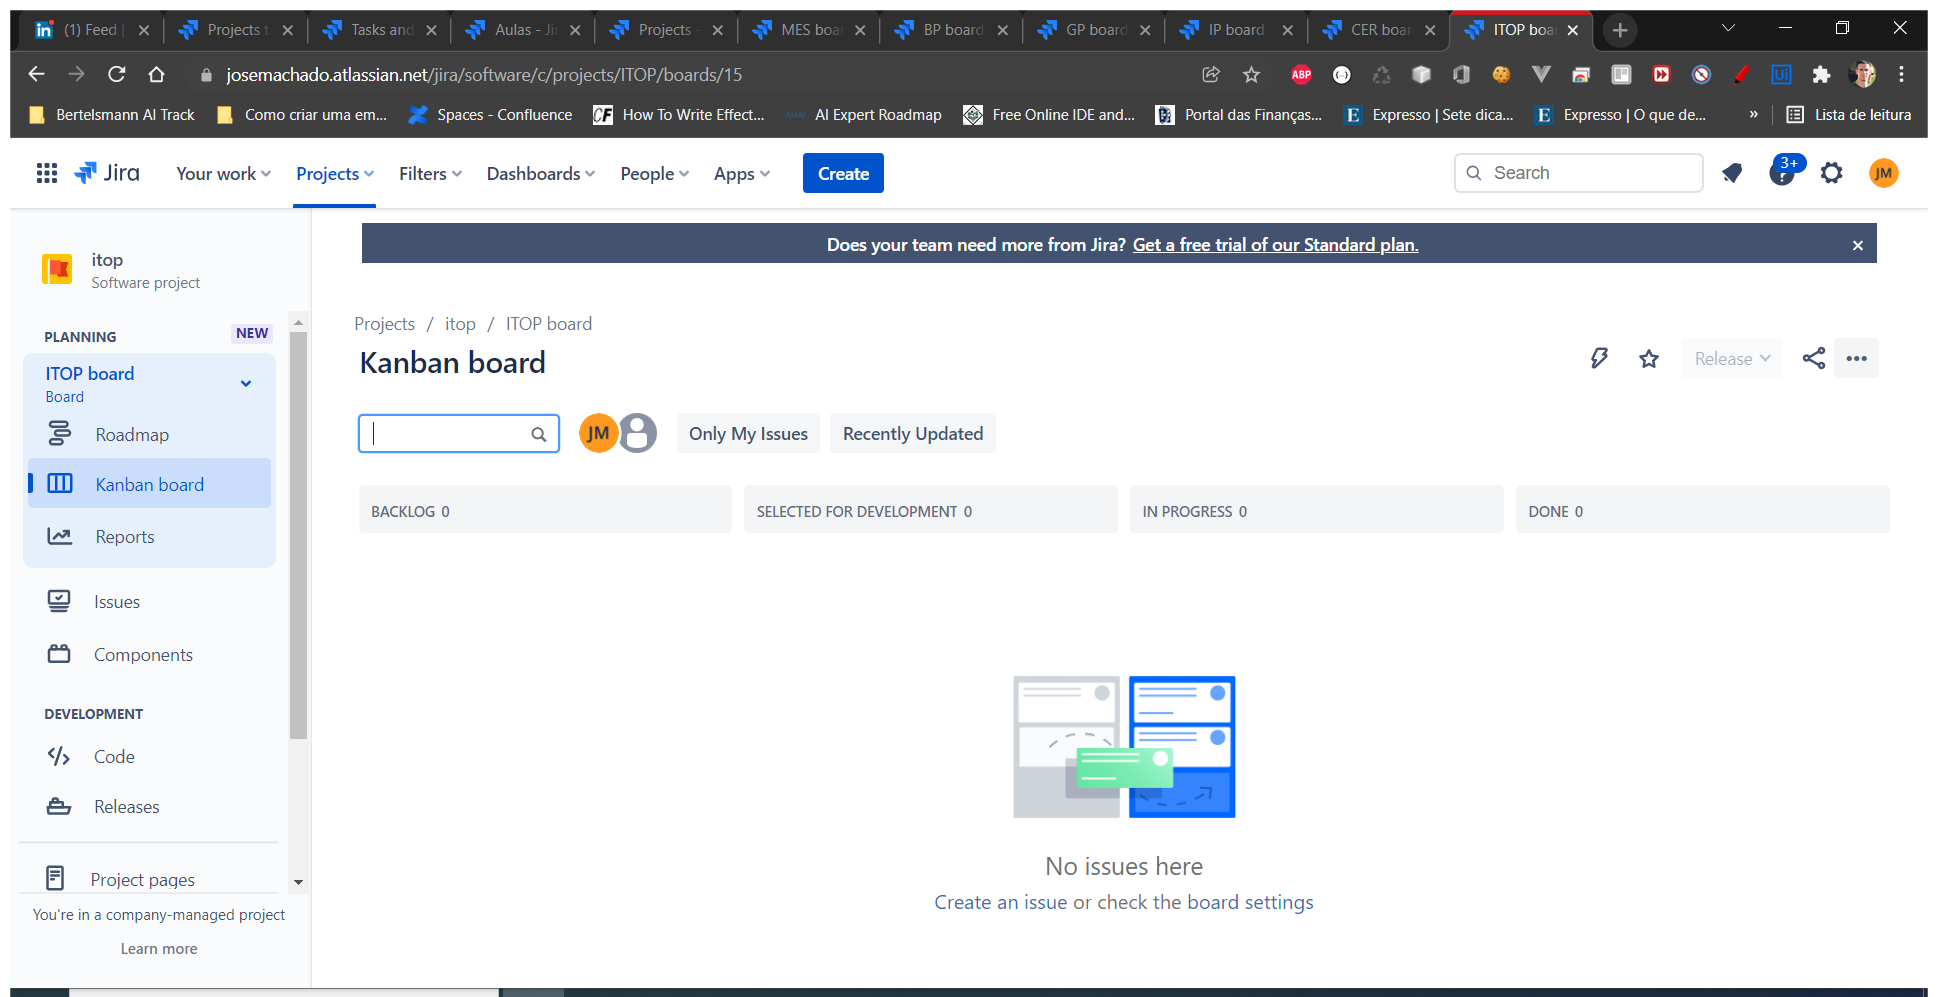 (1) Feed
Projects t
Tasks and
Aulas - Jir
Projects -
MES boar
BP board
GP board
IP board
CER boar
ITOP boar
josemachado.atlassian.net/jira/software/c/projects/ITOP/boards/15
ABP
Ui
Bertelsmann AI Track
Como criar uma em...
Spaces - Confluence
CF
How To Write Effect...
AI Expert Roadmap
Free Online IDE and...
Portal das Finanças...
E
Expresso | Sete dica...
E
Expresso | O que de...
»
Lista de leitura
Jira
Your work
Projects
Filters
Dashboards
People
Apps
Create
Search
3+
?
JM
Does your team need more from Jira? Get a free trial of our Standard plan.
itop
Software project
PLANNING
NEW
ITOP board
Board
Roadmap
Kanban board
Reports
Issues
Components
DEVELOPMENT
Code
Releases
Project pages
You're in a company-managed project
Learn more
Projects / itop / ITOP board
Kanban board
Release
JM
Only My Issues
Recently Updated
BACKLOG 0
SELECTED FOR DEVELOPMENT 0
IN PROGRESS 0
DONE 0
No issues here
Create an issue or check the board settings